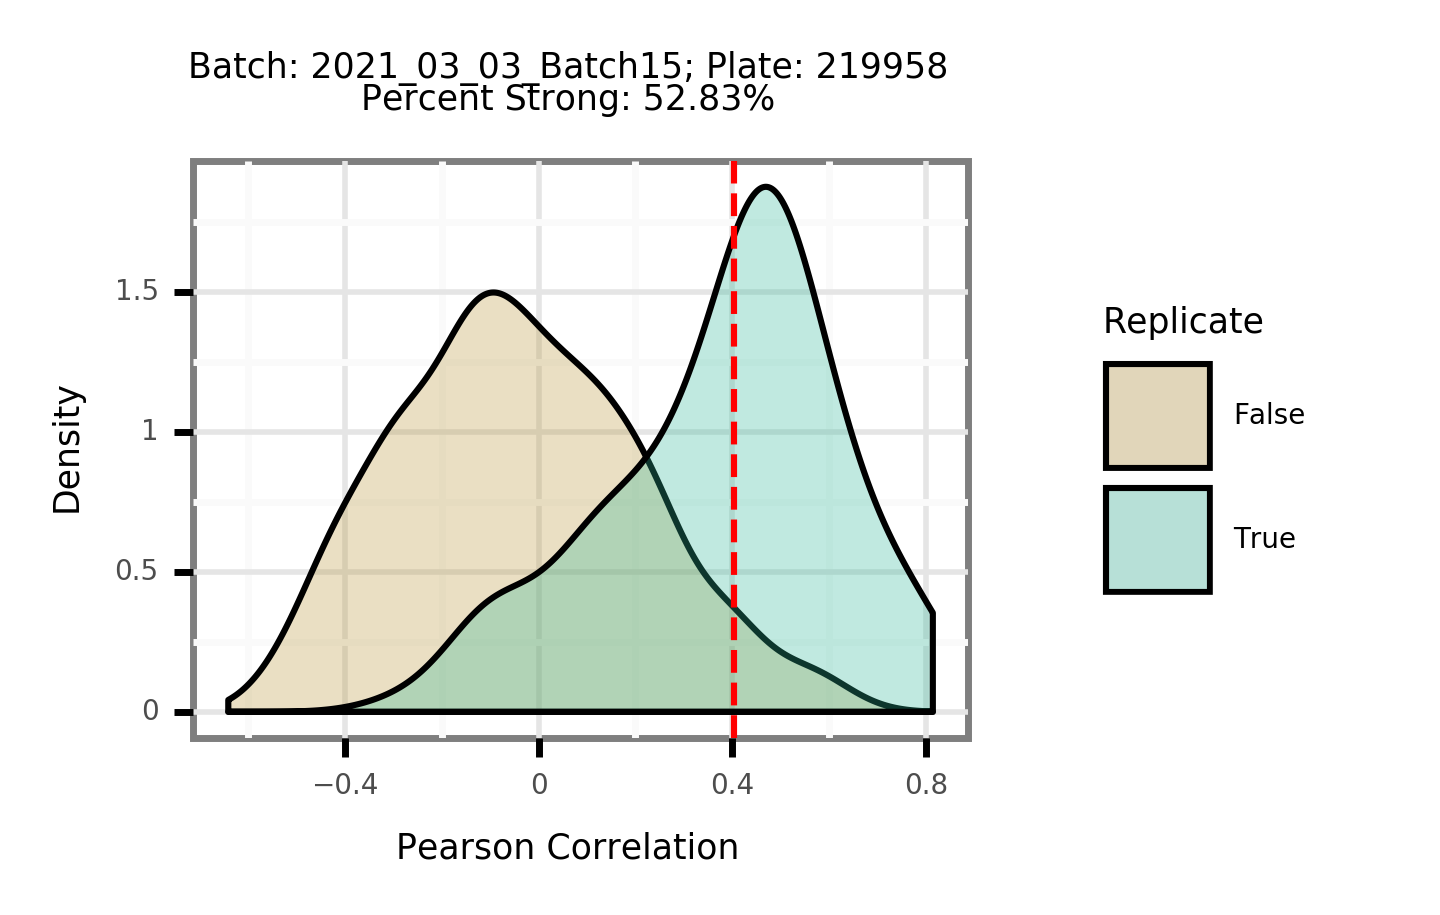 Batch: 2021_03_03_Batch15; Plate: 219958
Percent Strong: 52.83%
1.5
1
0.5
0
Density
−0.4
0
0.4
0.8
Pearson Correlation
Replicate
False
True